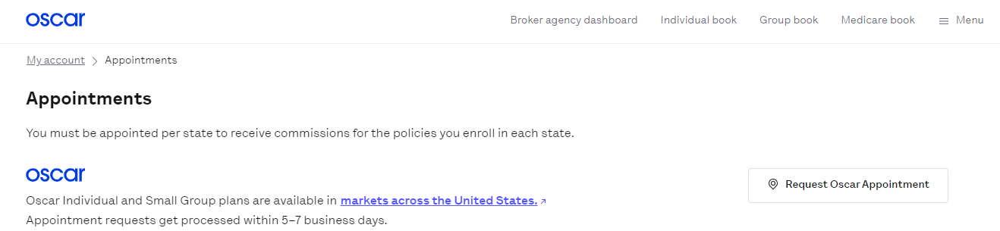 oscar
Broker agency dashboard Individual book Group book Medicare book Menu
My account > Appointments
Appointments
You must be appointed per state to receive commissions for the policies you enroll in each state.
oscar
Request Oscar Appointment
Oscar Individual and Small Group plans are available in markets across the United States. ↗
Appointment requests get processed within 5–7 business days.